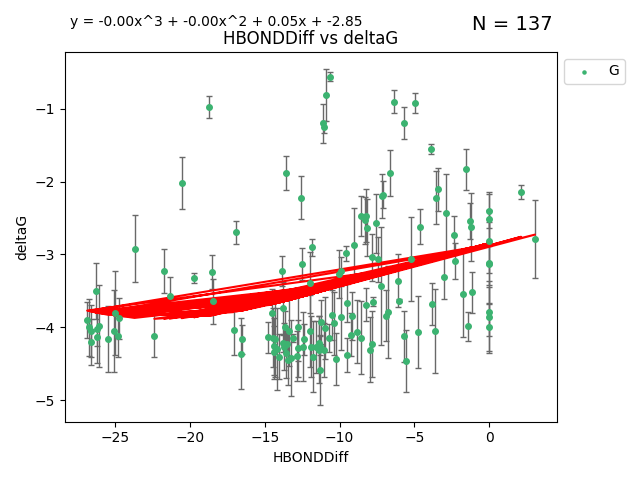 y = -0.00x^3 + -0.00x^2 + 0.05x + -2.85
N = 137
HBONDDiff vs deltaG
G
deltaG
−1
−2
−3
−4
−5
−25
−20
−15
−10
−5
0
HBONDDiff